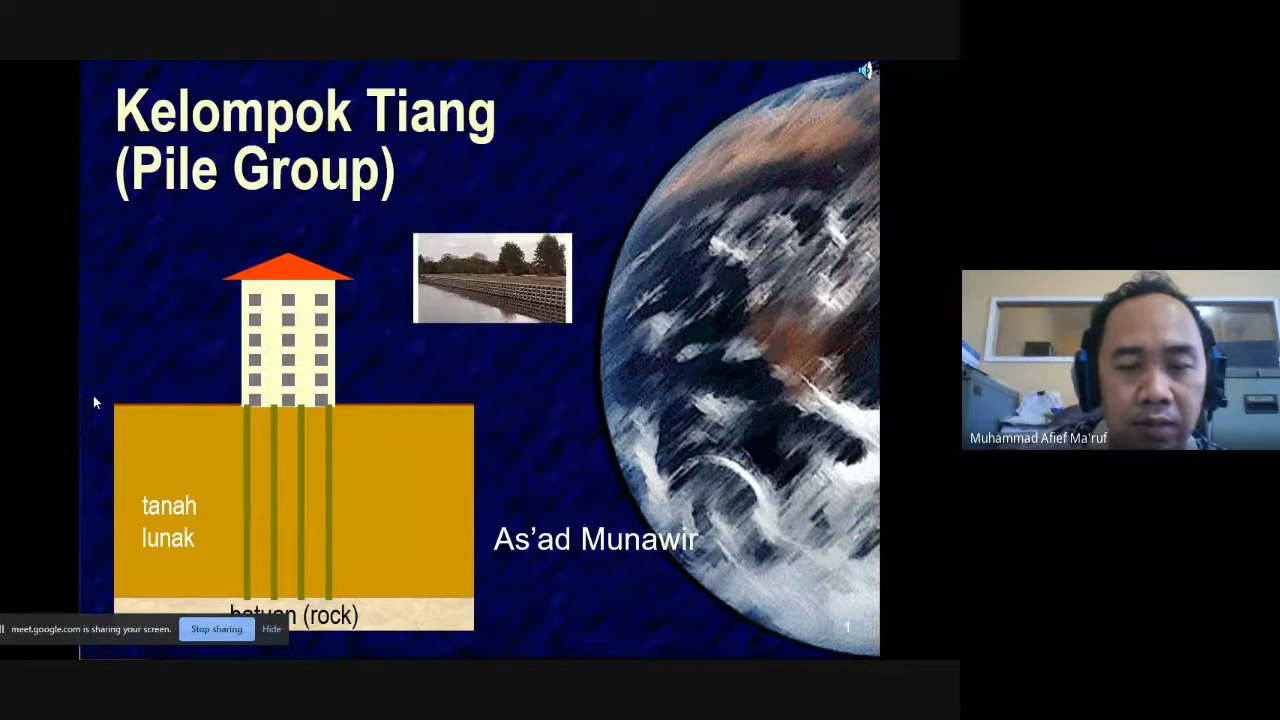 Kelompok Tiang
(Pile Group)
tanah
lunak
As'ad Munawir
batuan (rock)
1
meet.google.com is sharing your screen. Stop sharing Hide
Muhammad Afief Ma'ruf